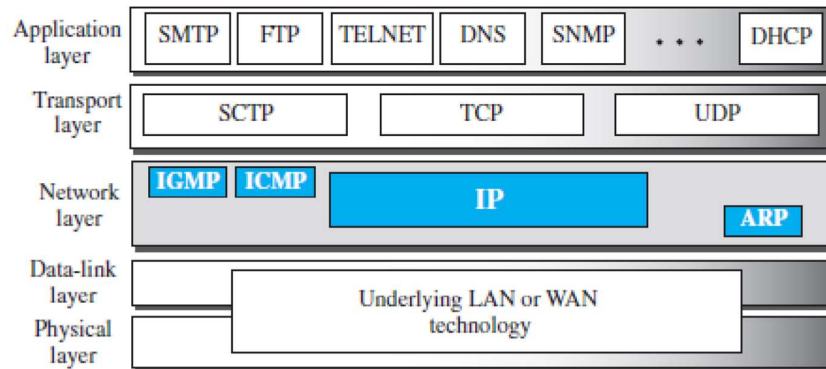 Application
layer
SMTP FTP TELNET DNS SNMP • • • DHCP
Transport
layer
SCTP TCP UDP
Network
layer
IGMP ICMP IP ARP
Data-link
layer
Physical
layer
Underlying LAN or WAN
technology